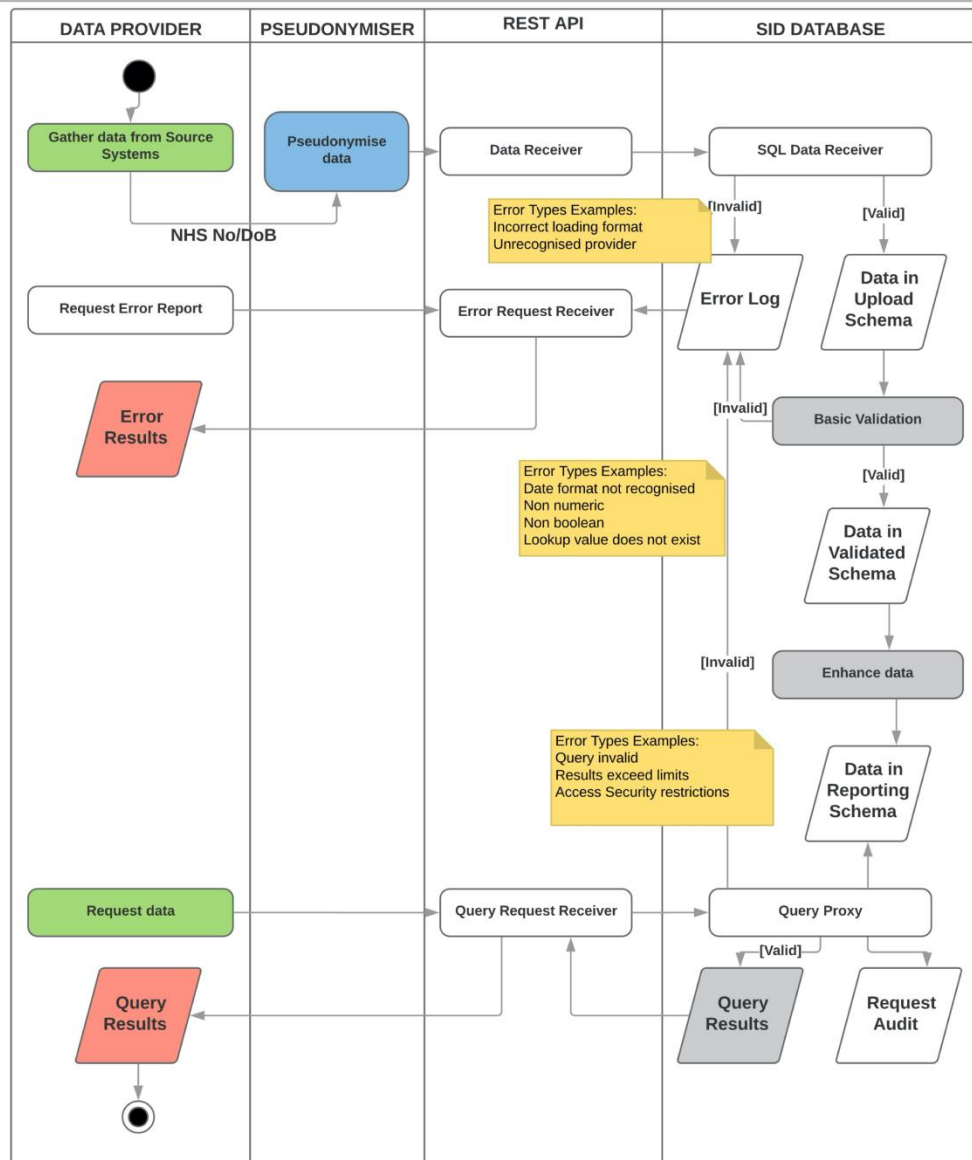 DATA PROVIDER
PSEUDONYMISER
REST API
SID DATABASE
Gather data from Source
Systems
Pseudonymise
data
Data Receiver
SQL Data Receiver
NHS No/DoB
Error Types Examples:
Incorrect loading format
Unrecognised provider
[Invalid]
[Valid]
Request Error Report
Error Request Receiver
Error Log
Data in
Upload
Schema
Error
Results
[Invalid]
Basic Validation
Error Types Examples:
Date format not recognised
Non numeric
Non boolean
Lookup value does not exist
[Valid]
Data in
Validated
Schema
[Invalid]
Enhance data
Error Types Examples:
Query invalid
Results exceed limits
Access Security restrictions
Data in
Reporting
Schema
Request data
Query Request Receiver
Query Proxy
[Valid]
Query
Results
Query
Results
Request
Audit